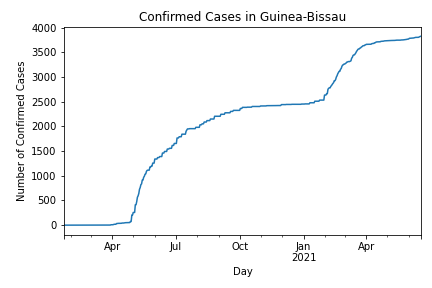 Confirmed Cases in Guinea-Bissau
4000
3500
3000
2500
2000
1500
1000
500
0
Number of Confirmed Cases
Apr Jul Oct Jan Apr
2021
Day